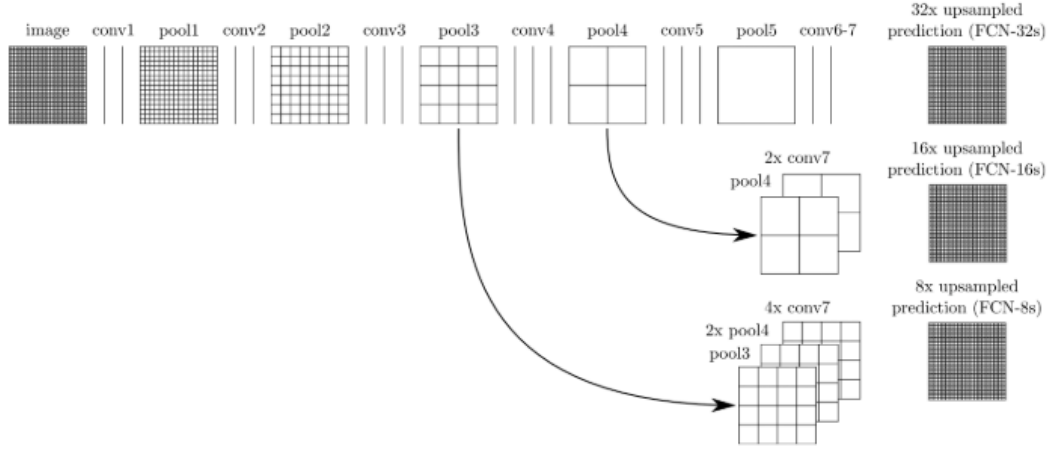 image conv1 pool1 conv2 pool2 conv3 pool3 conv4 pool4 conv5 pool5 conv6-7
32x upsampled
prediction (FCN-32s)
16x upsampled
prediction (FCN-16s)
2x conv7
pool4
8x upsampled
prediction (FCN-8s)
4x conv7
2x pool4
pool3